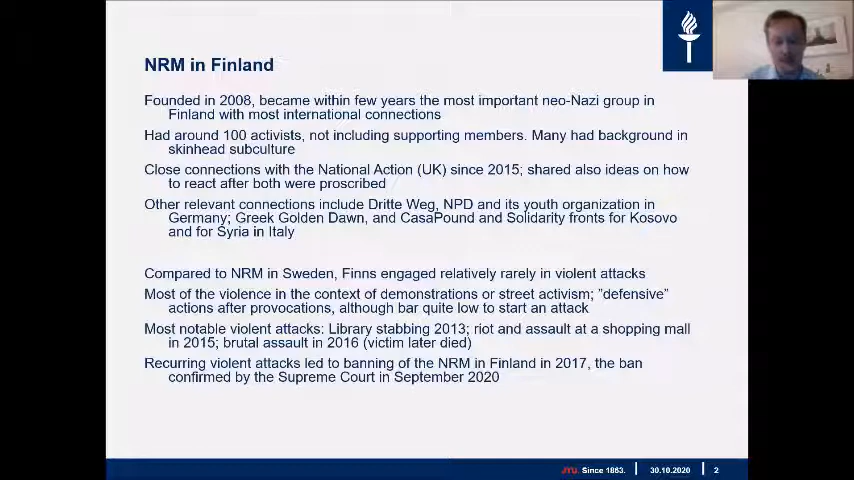 NRM in Finland
Founded in 2008, became within few years the most important neo-Nazi group in
Finland with most international connections
Had around 100 activists, not including supporting members. Many had background in
skinhead subculture
Close connections with the National Action (UK) since 2015; shared also ideas on how
to react after both were proscribed
Other relevant connections include Dritte Weg, NPD and its youth organization in
Germany; Greek Golden Dawn, and CasaPound and Solidarity fronts for Kosovo
and for Syria in Italy
Compared to NRM in Sweden, Finns engaged relatively rarely in violent attacks
Most of the violence in the context of demonstrations or street activism; ”defensive”
actions after provocations, although bar quite low to start an attack
Most notable violent attacks: Library stabbing 2013; riot and assault at a shopping mall
in 2015; brutal assault in 2016 (victim later died)
Recurring violent attacks led to banning of the NRM in Finland in 2017, the ban
confirmed by the Supreme Court in September 2020
JYU. Since 1863. 30.10.2020 2